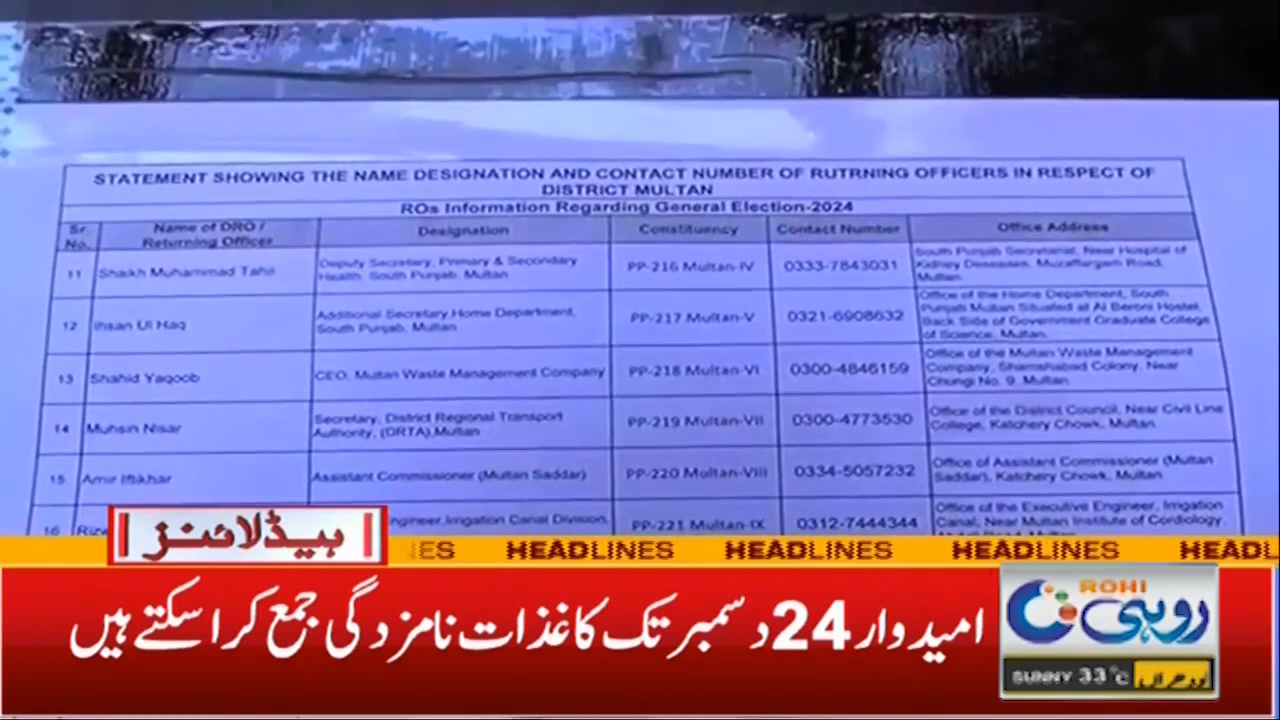 STATEMENT SHOWING THE NAME DESIGNATION AND CONTACT NUMBER OF RUTRNING OFFICERS IN RESPECT OF
DISTRICT MULTAN
ROs Information Regarding General Election-2024
Sr. No. Name of DRO / Returning Officer Designation Constituency Contact Number Office Address
11 Shaikh Muhammad Tahir Deputy Secretary, Primary & Secondary Health, South Punjab, Multan PP-216 Multan-IV 0333-7843031 South Punjab Secretariat, Near Hospital of Kidney Deseases, Muzaffargarh Road, Multan
12 Ihsan Ul Haq Additional Secretary,Home Department, South Punjab, Multan PP-217 Multan-V 0321-6908632 Office of the Home Department, South Punjab Multan Situated at Al Beroni Hostel, Back Side of Government Graduate College of Science, Multan
13 Shahid Yaqoob CEO, Multan Waste Management Company PP-218 Multan-VI 0300-4846159 Office of the Multan Waste Management Company, Shamshabad Colony, Near Chungi No. 9, Multan
14 Muhsin Nisar Secretary, District Regional Transport Authority, (DRTA),Multan PP-219 Multan-VII 0300-4773530 Office of the District Council, Near Civil Line College, Katchery Chowk, Multan
15 Amir Iftikhar Assistant Commissioner (Multan Saddar) PP-220 Multan-VIII 0334-5057232 Office of Assistant Commissioner (Multan Saddar), Katchery Chowk, Multan
16 ngineer,Irrigation Canal Division, PP-221 Multan-IX 0312-7444344 Office of the Executive Engineer, Irrigation Canal, Near Multan Institute of Cordiology
ہیڈلائنز
INES HEADLINES HEADLINES HEADLINES HEADL
امیدوار 24 دسمبر تک کاغذات نامزدگی جمع کرا سکتے ہیں
ROHI
روہی
SUNNY 33°C لودھراں